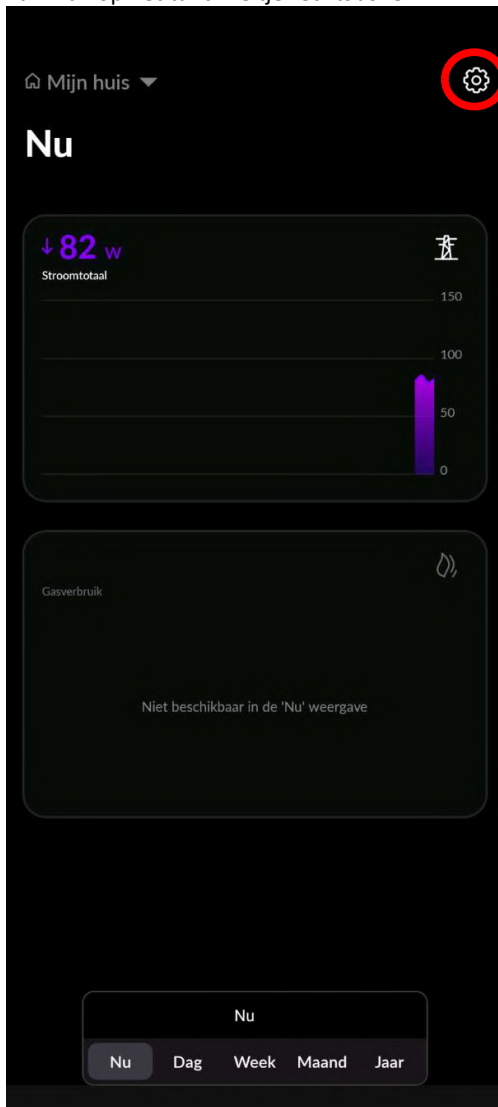 Mijn huis
Nu
↓82 w
Stroomtotaal
150
100
50
0
Gasverbruik
Niet beschikbaar in de 'Nu' weergave
Nu
Nu Dag Week Maand Jaar